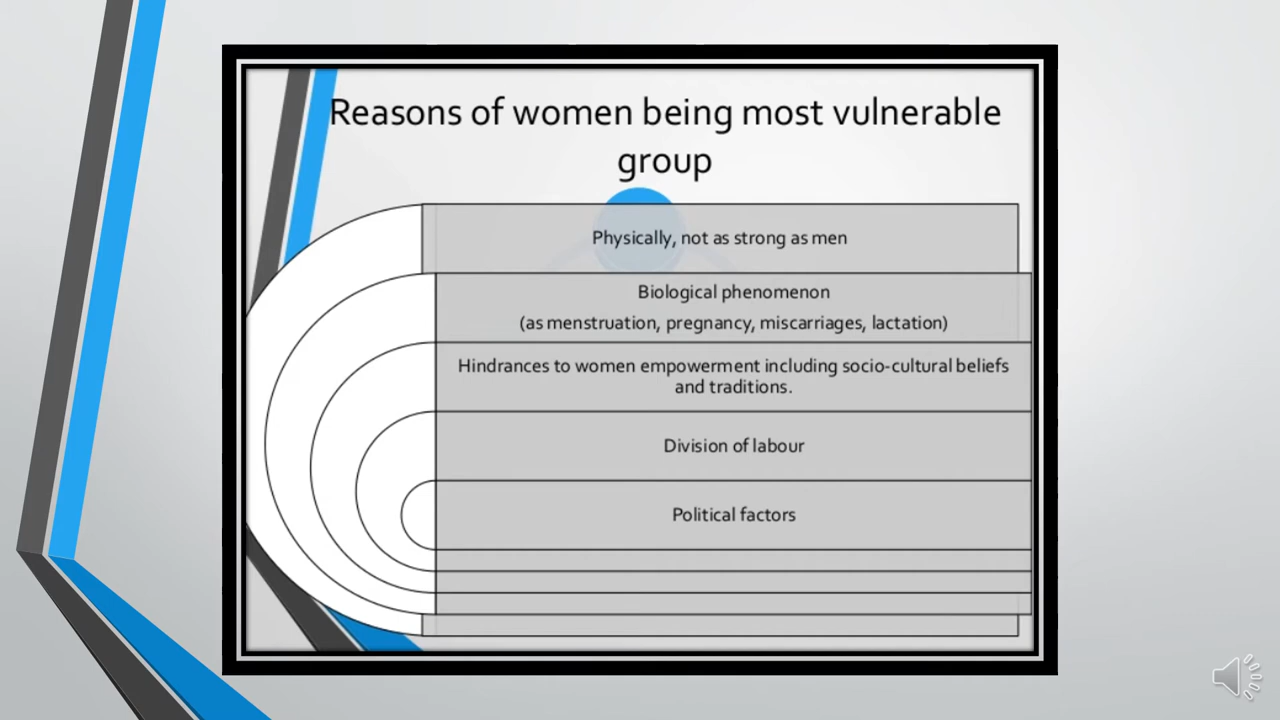 Reasons of women being most vulnerable
group
Physically, not as strong as men
Biological phenomenon
(as menstruation, pregnancy, miscarriages, lactation)
Hindrances to women empowerment including socio-cultural beliefs
and traditions.
Division of labour
Political factors